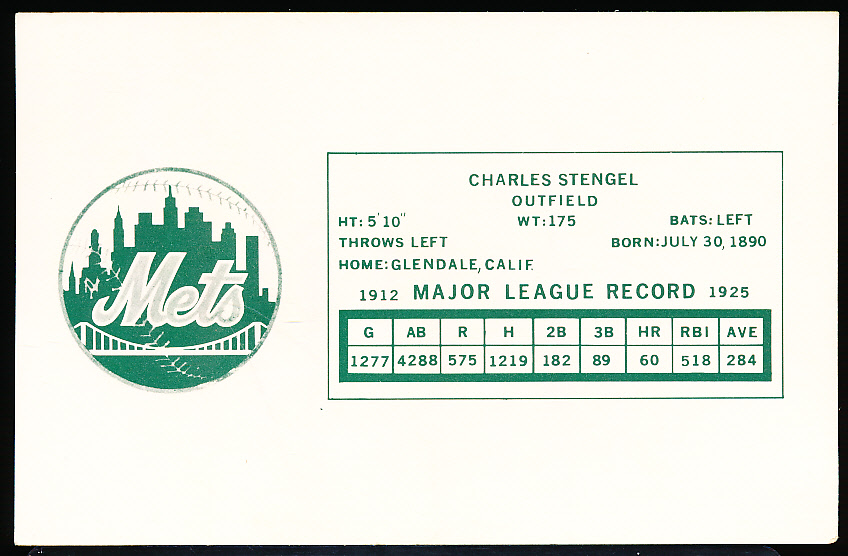 Mets
CHARLES STENGEL
OUTFIELD
HT: 5'10" WT:175 BATS: LEFT
THROWS LEFT BORN:JULY 30, 1890
HOME: GLENDALE, CALIF.
1912 MAJOR LEAGUE RECORD 1925
G AB R H 2B 3B HR RBI AVE
1277 4288 575 1219 182 89 60 518 284